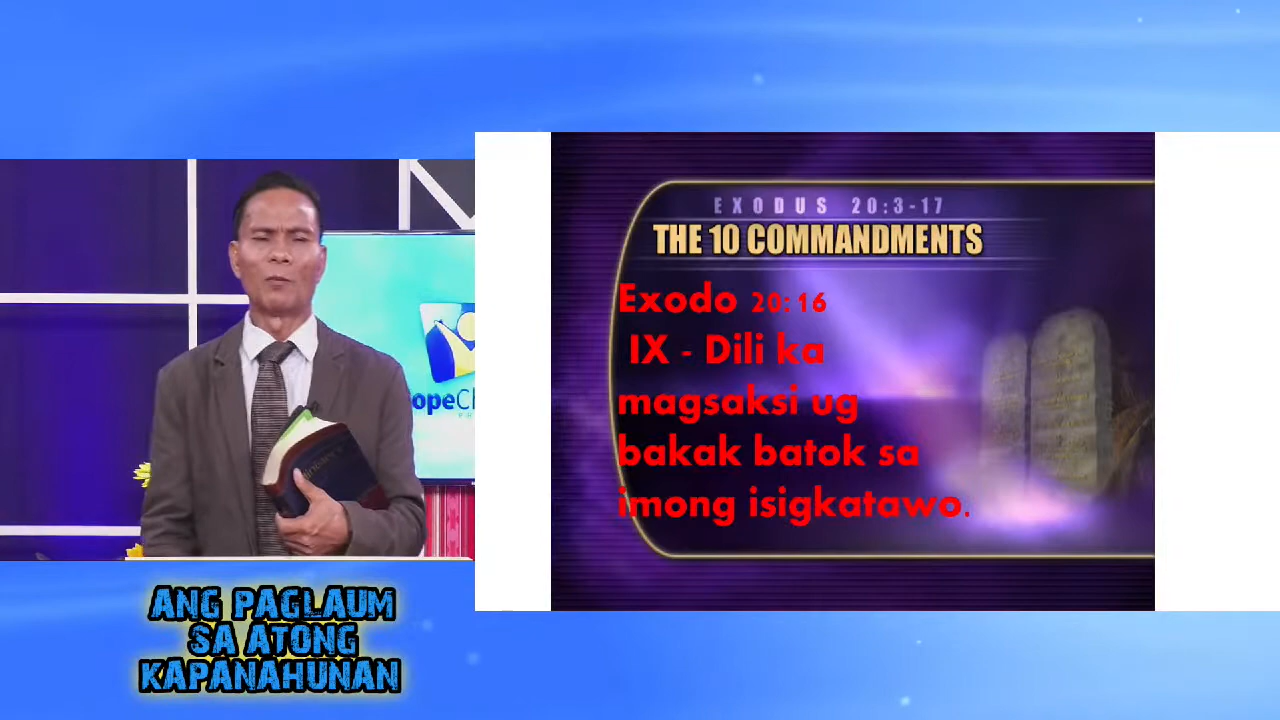 EXODUS 20:3-17
THE 10 COMMANDMENTS
Exodo 20:16
IX - Dili ka
magsaksi ug
bakak batok sa
imong isigkatawo.
ANG PAGLAUM
SA ATONG
KAPANAHUNAN